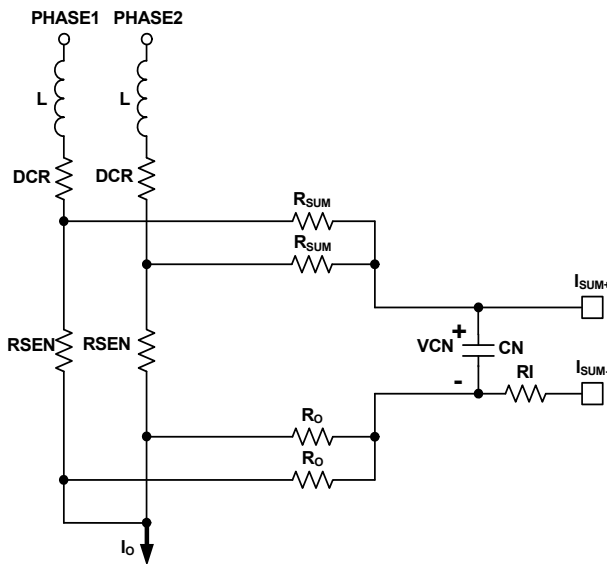 PHASE1 PHASE2
L L
DCR DCR
RSUM
RSUM
ISUM+
RSEN RSEN
+
VCN CN
-
RI
ISUM-
RO
RO
IO